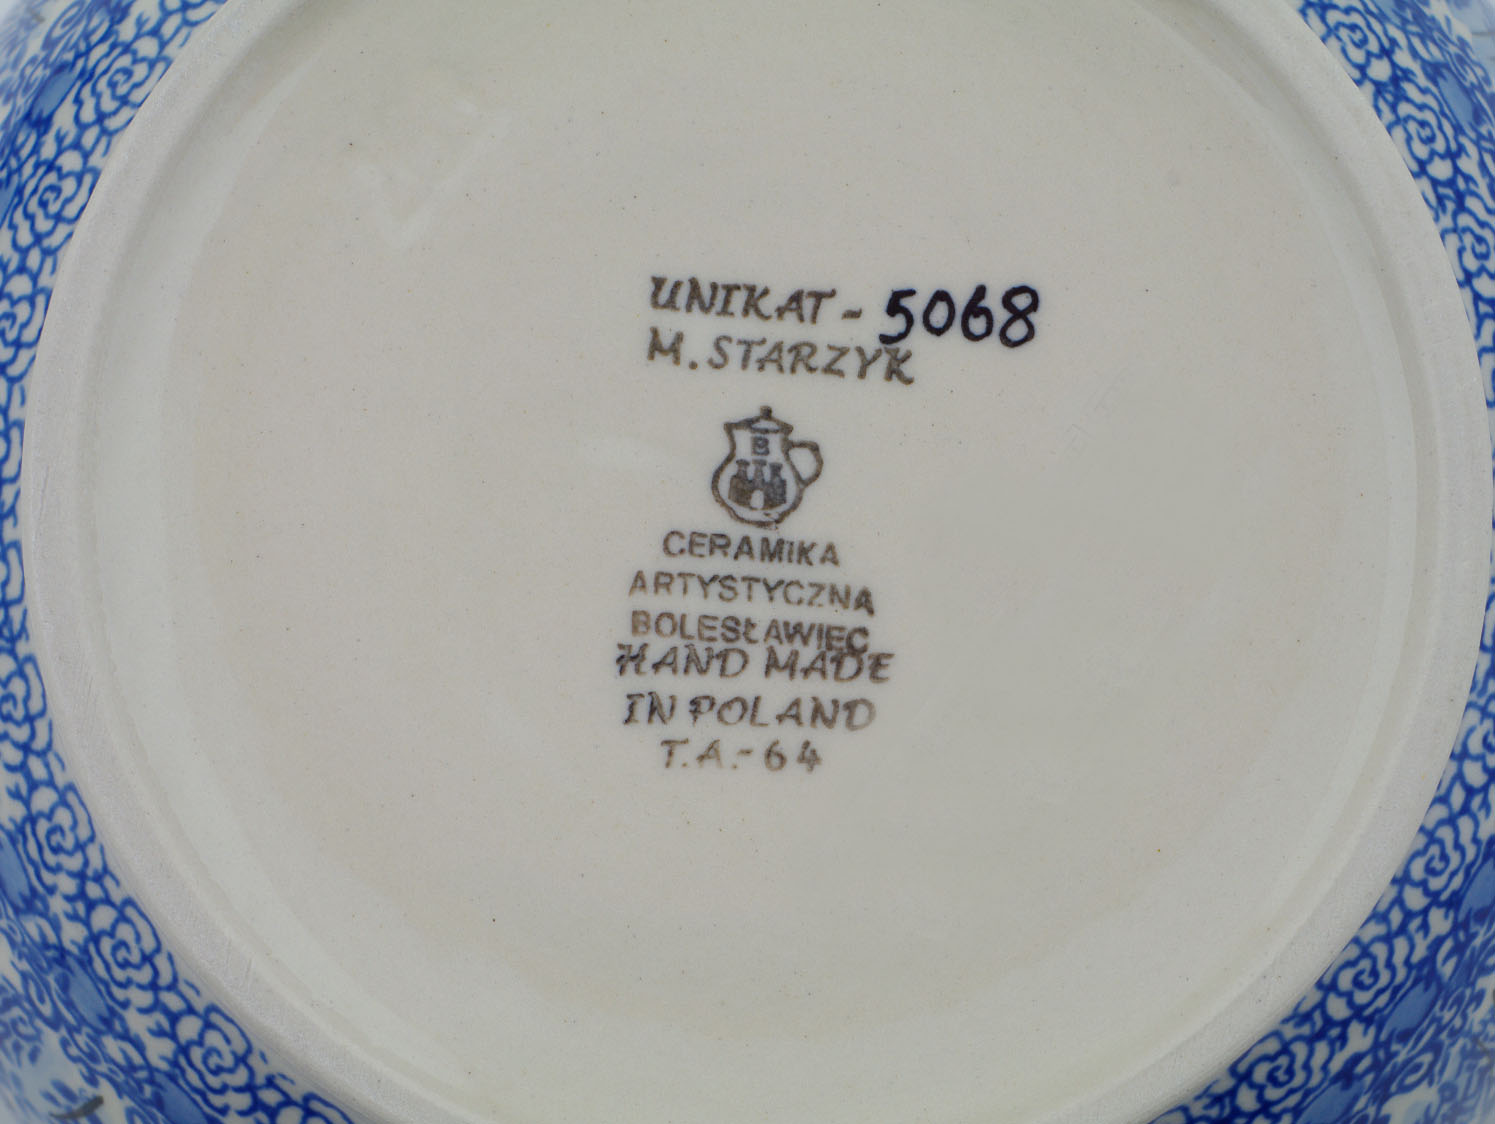 UNIKAT - 5068
M. STARZYK
B
CERAMIKA
ARTYSTYCZNA
BOLESŁAWIEC
HAND MADE
IN POLAND
T.A.-64